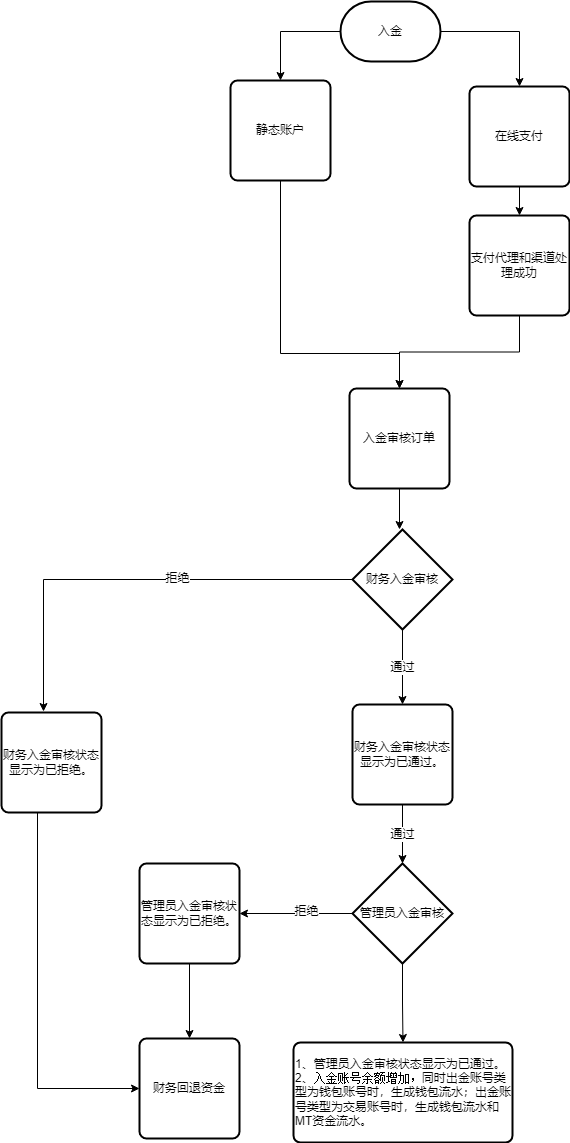 入金
静态账户
在线支付
支付代理和渠道处
理成功
入金审核订单
财务入金审核
拒绝
通过
财务入金审核状态
显示为已拒绝。
财务入金审核状态
显示为已通过。
通过
管理员入金审核状
态显示为已拒绝。
拒绝
管理员入金审核
财务回退资金
1、管理员入金审核状态显示为已通过。
2、入金账号余额增加，同时出金账号类
型为钱包账号时，生成钱包流水；出金账
号类型为交易账号时，生成钱包流水和
MT资金流水。